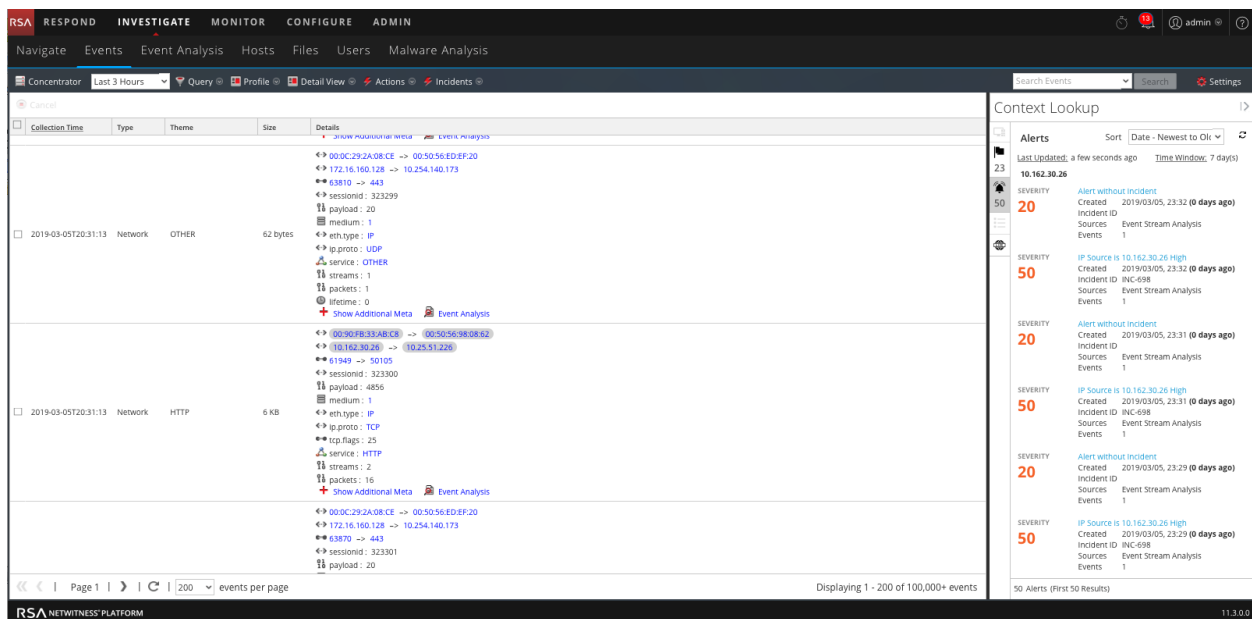 RSA RESPOND INVESTIGATE MONITOR CONFIGURE ADMIN 13 admin
Navigate Events Event Analysis Hosts Files Users Malware Analysis
Concentrator Last 3 Hours Query Profile Detail View Actions Incidents Search Events Search Settings
Cancel
Collection Time Type Theme Size Details
Show Additional Meta Event Analysis
00:0C:29:2A:08:CE -> 00:50:56:ED:EF:20
172.16.160.128 -> 10.254.140.173
63810 -> 443
sessionid : 323299
payload : 20
medium : 1
2019-03-05T20:31:13 Network OTHER 62 bytes
eth.type : IP
ip.proto : UDP
service : OTHER
streams : 1
packets : 1
lifetime : 0
Show Additional Meta Event Analysis
00:90:FB:33:AB:C8 -> 00:50:56:98:08:62
10.162.30.26 -> 10.25.51.226
61949 -> 50105
sessionid : 323300
payload : 4856
medium : 1
2019-03-05T20:31:13 Network HTTP 6 KB
eth.type : IP
ip.proto : TCP
tcp.flags : 25
service : HTTP
streams : 2
packets : 16
Show Additional Meta Event Analysis
00:0C:29:2A:08:CE -> 00:50:56:ED:EF:20
172.16.160.128 -> 10.254.140.173
63870 -> 443
sessionid : 323301
payload : 20
Page 1 | 200 events per page Displaying 1 - 200 of 100,000+ events
Context Lookup
23
50
Alerts Sort Date - Newest to Olc
Last Updated: a few seconds ago Time Window: 7 day(s)
10.162.30.26
SEVERITY Alert without Incident
20 Created 2019/03/05, 23:32 (0 days ago)
Incident ID
Sources Event Stream Analysis
Events 1
SEVERITY IP Source is 10.162.30.26 High
50 Created 2019/03/05, 23:32 (0 days ago)
Incident ID INC-698
Sources Event Stream Analysis
Events 1
SEVERITY Alert without Incident
20 Created 2019/03/05, 23:31 (0 days ago)
Incident ID
Sources Event Stream Analysis
Events 1
SEVERITY IP Source is 10.162.30.26 High
50 Created 2019/03/05, 23:31 (0 days ago)
Incident ID INC-698
Sources Event Stream Analysis
Events 1
SEVERITY Alert without Incident
20 Created 2019/03/05, 23:29 (0 days ago)
Incident ID
Sources Event Stream Analysis
Events 1
SEVERITY IP Source is 10.162.30.26 High
50 Created 2019/03/05, 23:29 (0 days ago)
Incident ID INC-698
Sources Event Stream Analysis
Events 1
50 Alerts (First 50 Results)
RSA NETWITNESS® PLATFORM 11.3.0.0